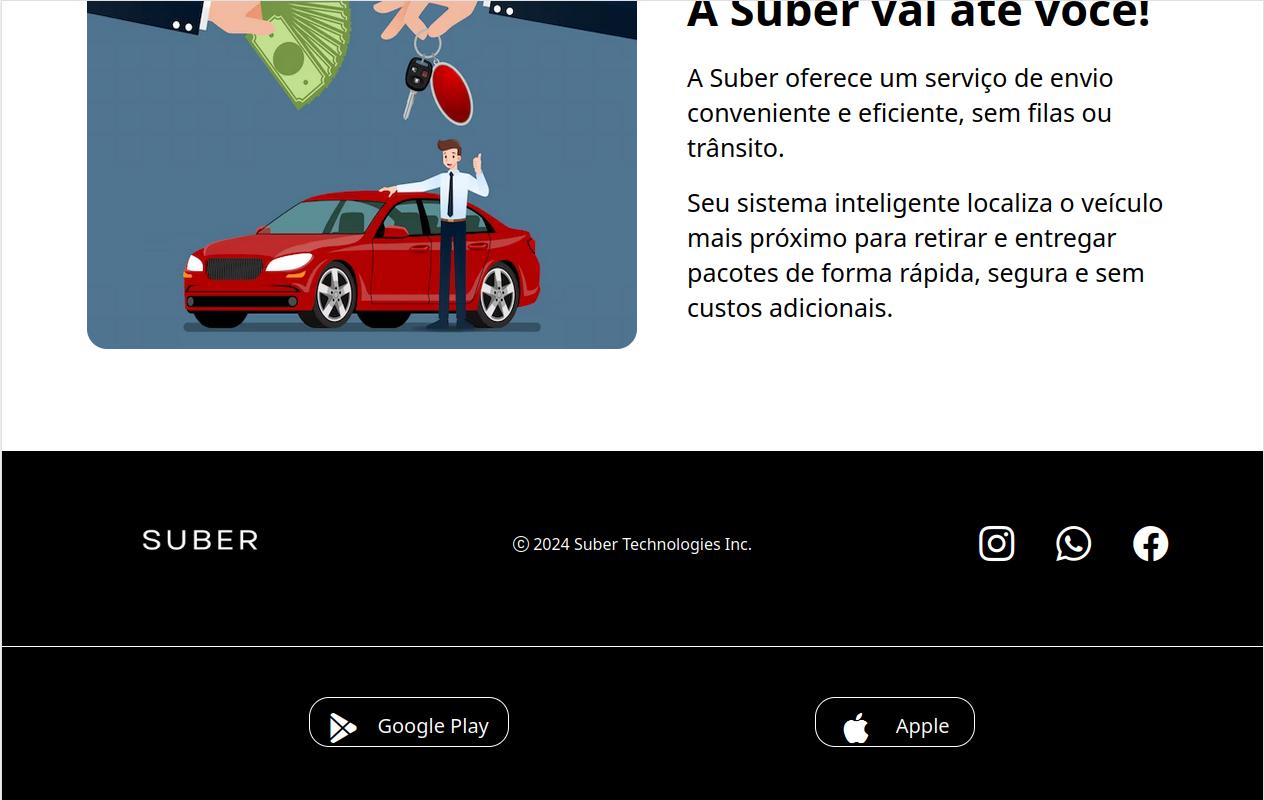 A Suber vai até você!
A Suber oferece um serviço de envio
conveniente e eficiente, sem filas ou
trânsito.
Seu sistema inteligente localiza o veículo
mais próximo para retirar e entregar
pacotes de forma rápida, segura e sem
custos adicionais.
SUBER
© 2024 Suber Technologies Inc.
Google Play
Apple